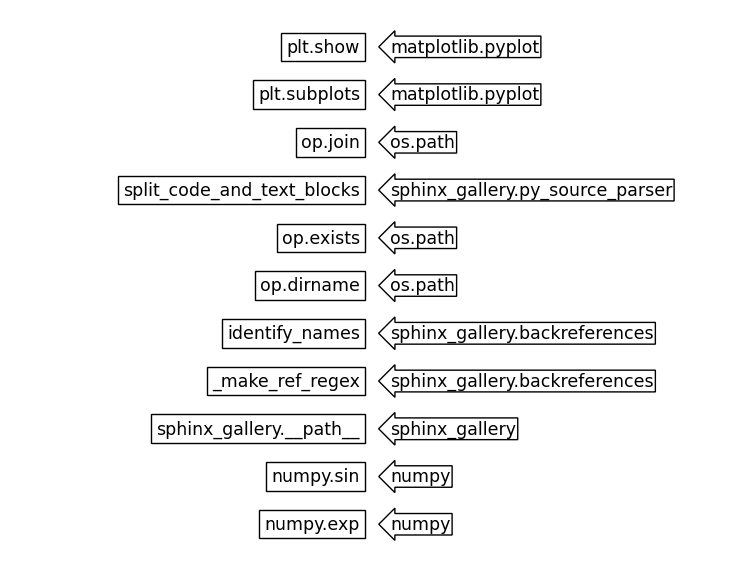 plt.show matplotlib.pyplot
plt.subplots matplotlib.pyplot
op.join os.path
split_code_and_text_blocks sphinx_gallery.py_source_parser
op.exists os.path
op.dirname os.path
identify_names sphinx_gallery.backreferences
_make_ref_regex sphinx_gallery.backreferences
sphinx_gallery.__path__ sphinx_gallery
numpy.sin numpy
numpy.exp numpy